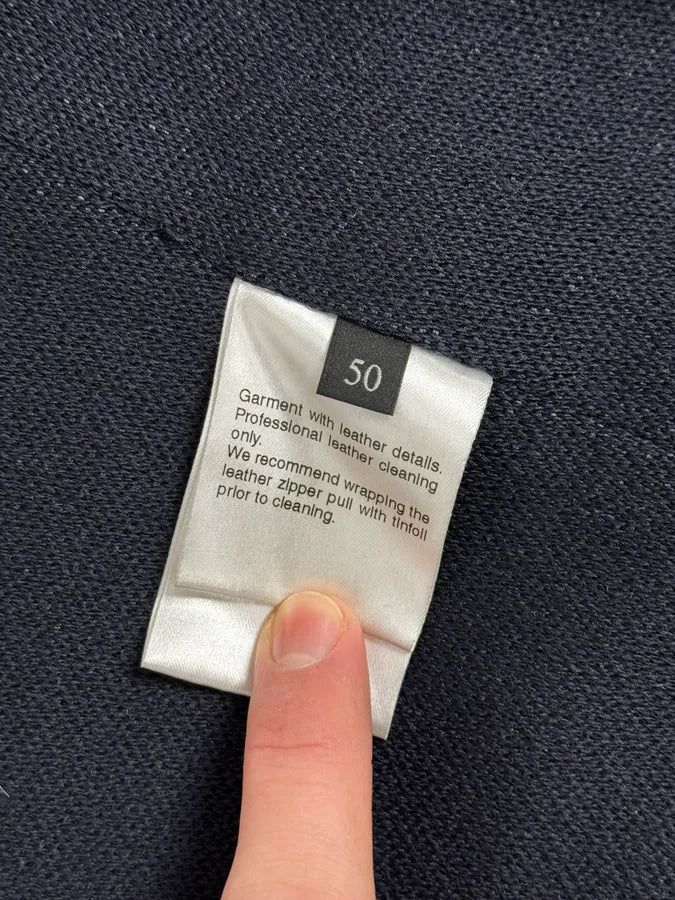 50
Garment with leather details.
Professional leather cleaning
only.
We recommend wrapping the
leather zipper pull with tinfoil
prior to cleaning.